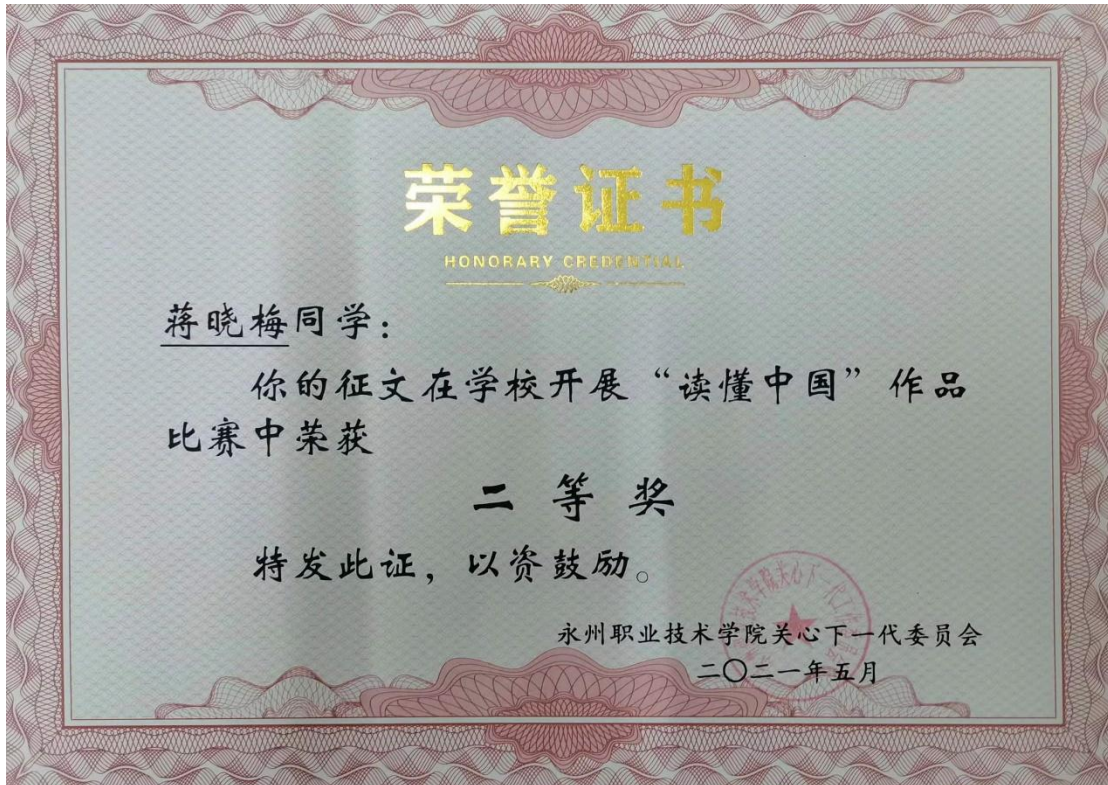 荣誉证书
HONORARY CREDENTIAL
蒋晓梅同学：
你的征文在学校开展“读懂中国”作品
比赛中荣获
二等奖
特发此证，以资鼓励。
永州职业技术学院关心下一代委员会
二〇二一年五月